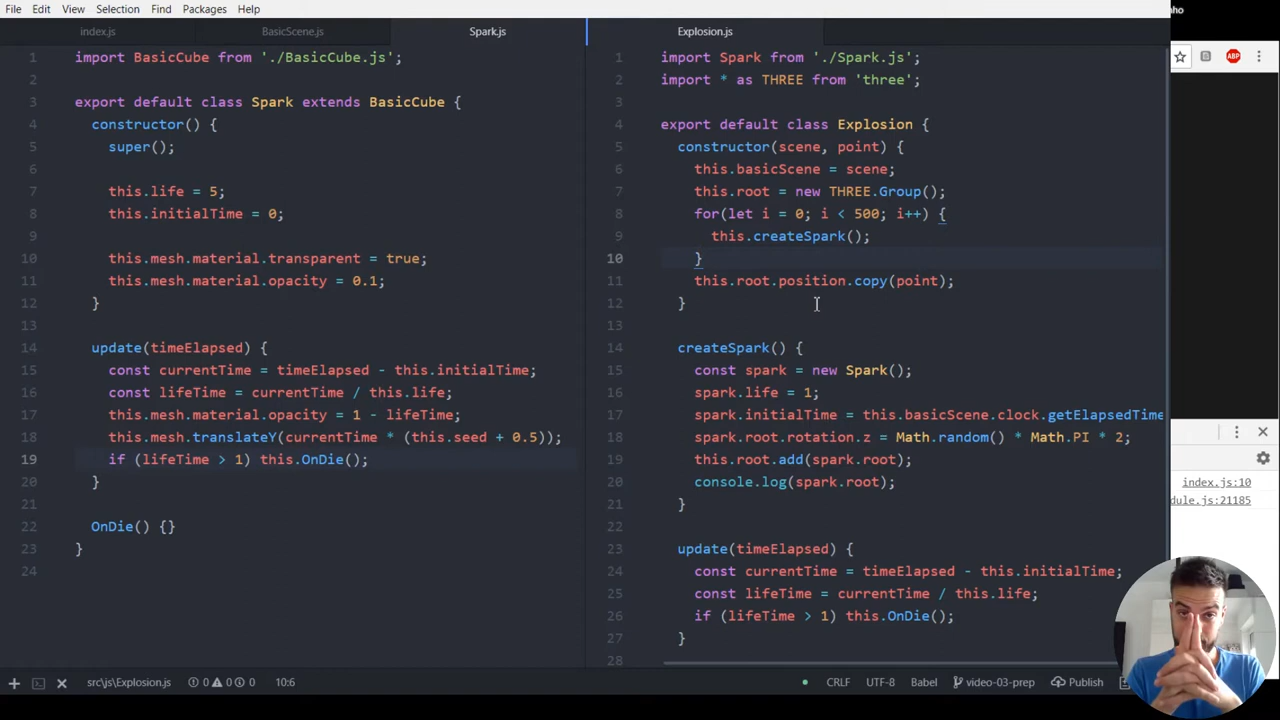 File Edit View Selection Find Packages Help
nho
index.js BasicScene.js Spark.js
1 import BasicCube from './BasicCube.js';
2
3 export default class Spark extends BasicCube {
4 constructor() {
5 super();
6
7 this.life = 5;
8 this.initialTime = 0;
9
10 this.mesh.material.transparent = true;
11 this.mesh.material.opacity = 0.1;
12 }
13
14 update(timeElapsed) {
15 const currentTime = timeElapsed - this.initialTime;
16 const lifeTime = currentTime / this.life;
17 this.mesh.material.opacity = 1 - lifeTime;
18 this.mesh.translateY(currentTime * (this.seed + 0.5));
19 if (lifeTime > 1) this.OnDie();
20 }
21
22 OnDie() {}
23 }
24
Explosion.js
1 import Spark from './Spark.js';
2 import * as THREE from 'three';
3
4 export default class Explosion {
5 constructor(scene, point) {
6 this.basicScene = scene;
7 this.root = new THREE.Group();
8 for(let i = 0; i < 500; i++) {
9 this.createSpark();
10 }
11 this.root.position.copy(point);
12 }
13
14 createSpark() {
15 const spark = new Spark();
16 spark.life = 1;
17 spark.initialTime = this.basicScene.clock.getElapsedTime
18 spark.root.rotation.z = Math.random() * Math.PI * 2;
19 this.root.add(spark.root);
20 console.log(spark.root);
21 }
22
23 update(timeElapsed) {
24 const currentTime = timeElapsed - this.initialTime;
25 const lifeTime = currentTime / this.life;
26 if (lifeTime > 1) this.OnDie();
27 }
28
ABP
index.js:10
dule.js:21185
src\js\Explosion.js 0 0 0 10:6 CRLF UTF-8 Babel video-03-prep Publish